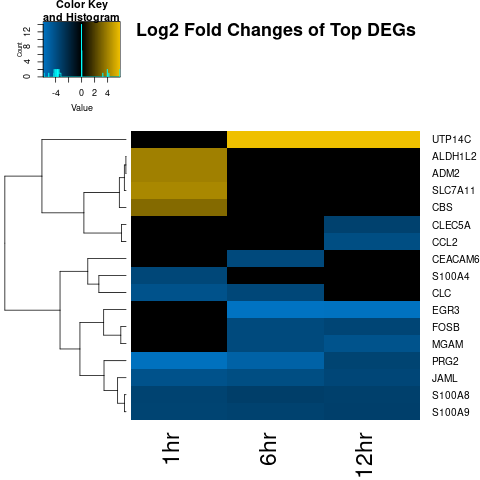 Color Key
and Histogram
Log2 Fold Changes of Top DEGs
Count
0 4 8 12
-4 0 2 4
Value
UTP14C
ALDH1L2
ADM2
SLC7A11
CBS
CLEC5A
CCL2
CEACAM6
S100A4
CLC
EGR3
FOSB
MGAM
PRG2
JAML
S100A8
S100A9
1hr 6hr 12hr